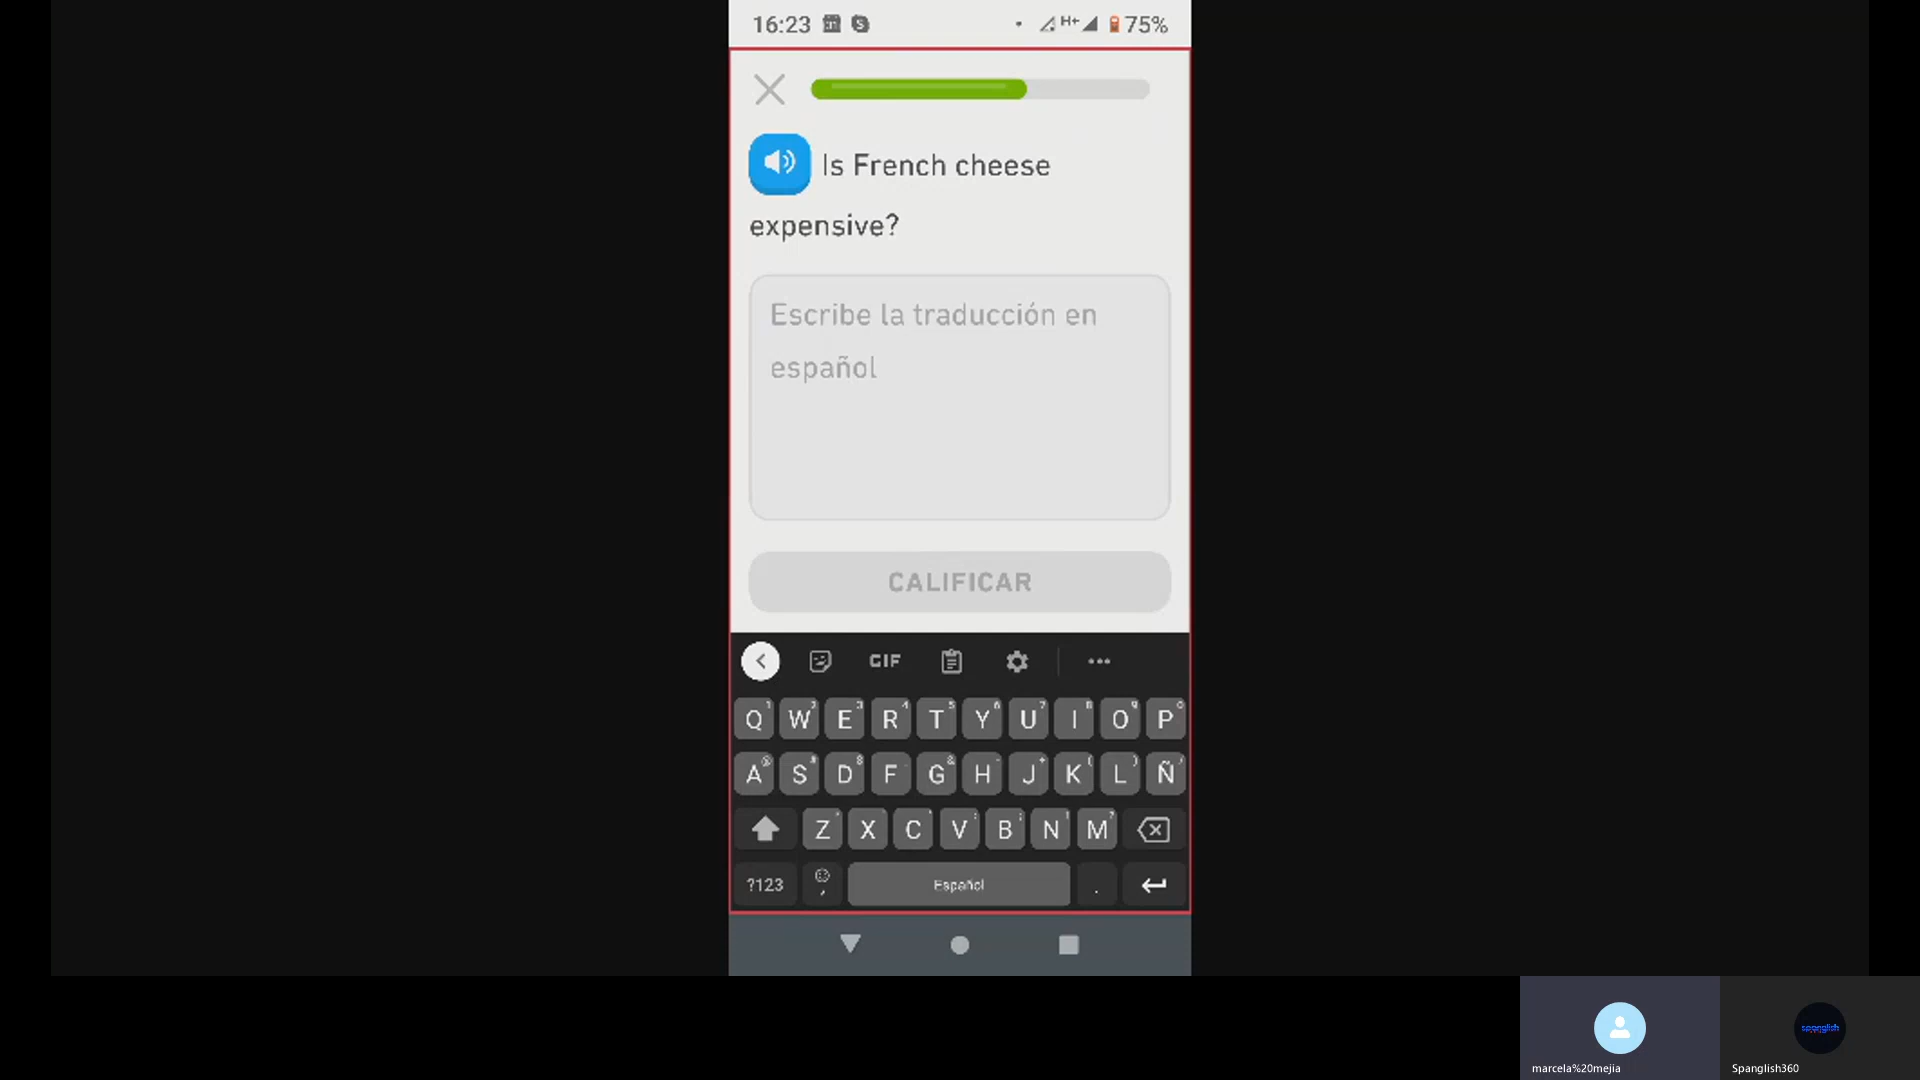 16:23 H+ 75%
Is French cheese
expensive?
Escribe la traducción en
español
CALIFICAR
GIF
Q W E R T Y U I O P
A S D F G H J K L Ñ
Z X C V B N M
?123 , Español .
marcela%20mejia Spanglish360